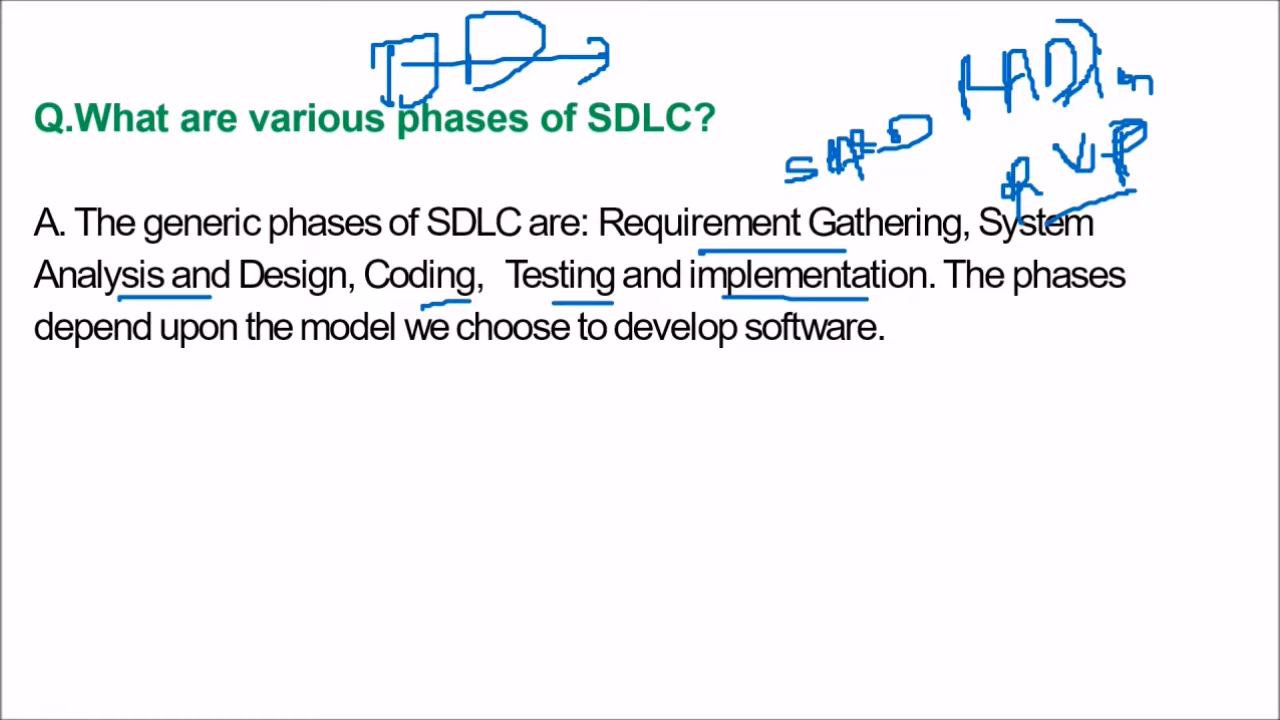 Q.What are various phases of SDLC?
A. The generic phases of SDLC are: Requirement Gathering, System
Analysis and Design, Coding, Testing and implementation. The phases
depend upon the model we choose to develop software.